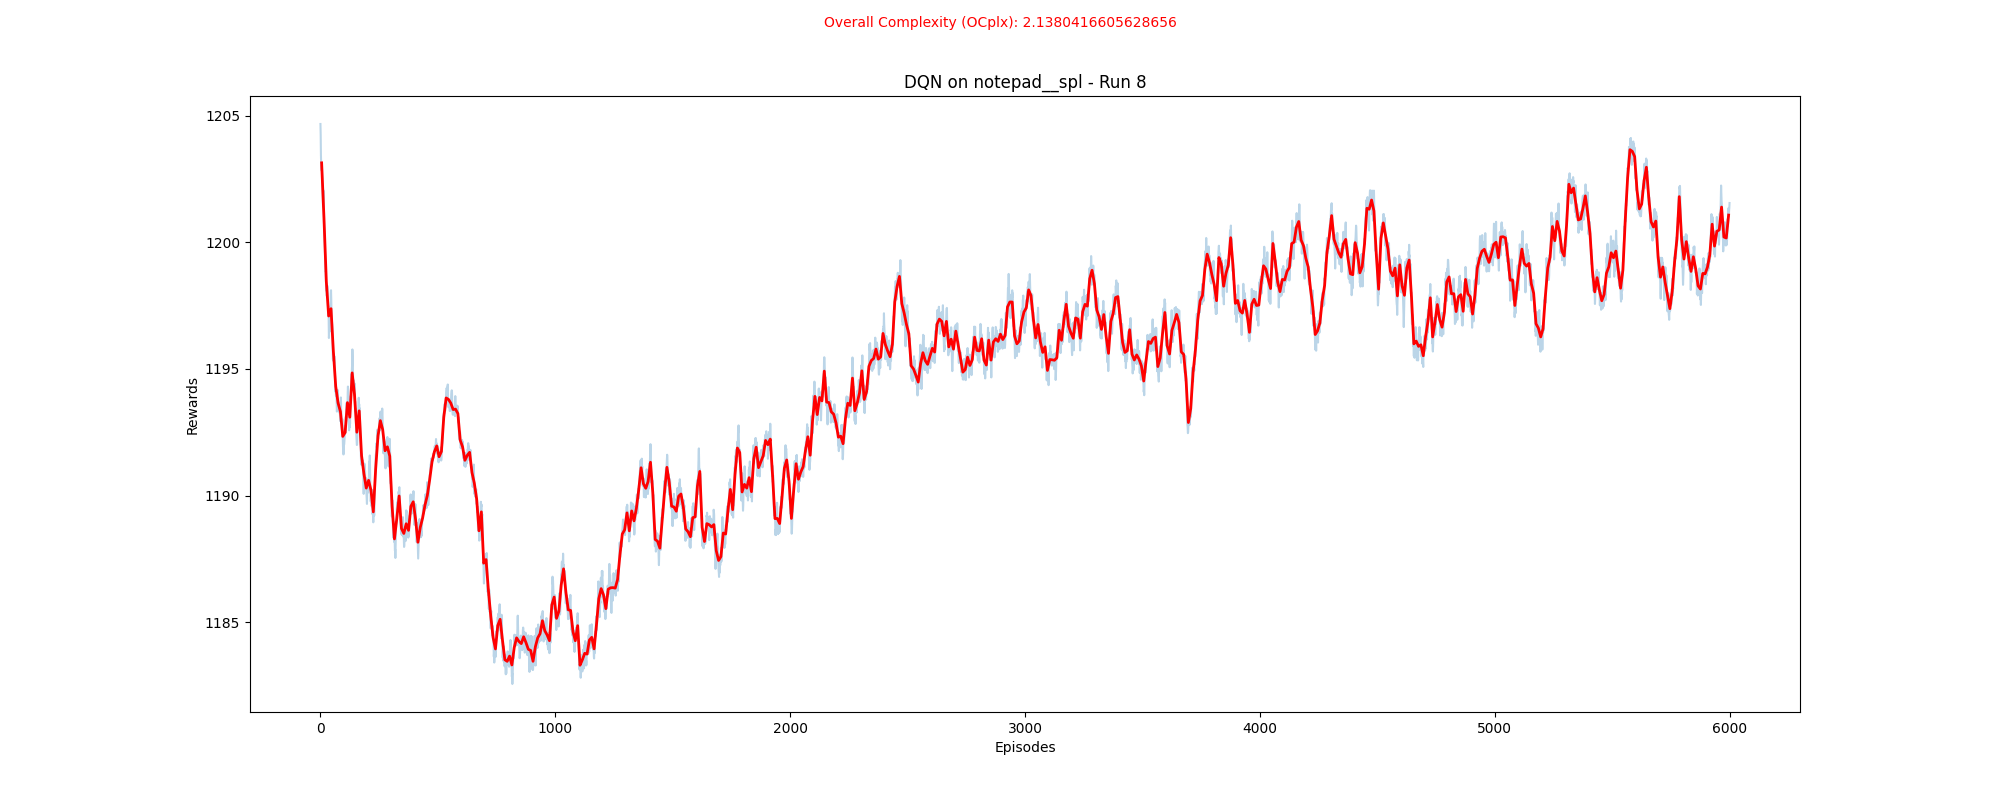 Overall Complexity (OCplx): 2.1380416605628656
DQN on notepad__spl - Run 8
1205
1200
1195
1190
1185
Rewards
0 1000 2000 3000 4000 5000 6000
Episodes